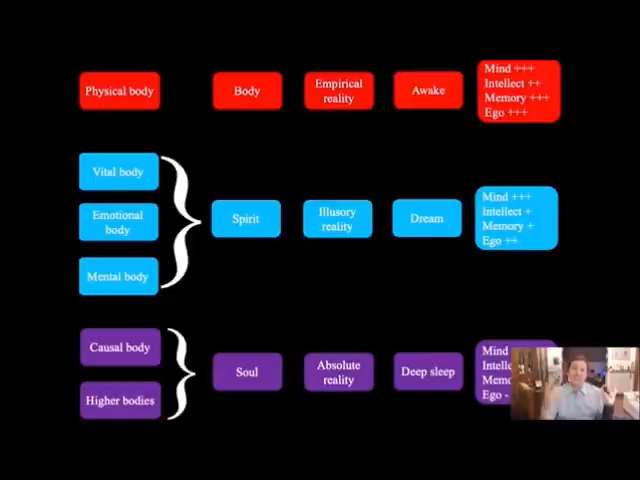 Physical body
Body
Empirical
reality
Awake
Mind +++
Intellect ++
Memory +++
Ego +++
Vital body
Emotional
body
Mental body
Spirit
Illusory
reality
Dream
Mind +++
Intellect +
Memory +
Ego ++
Causal body
Higher bodies
Soul
Absolute
reality
Deep sleep
Mind
Ego -